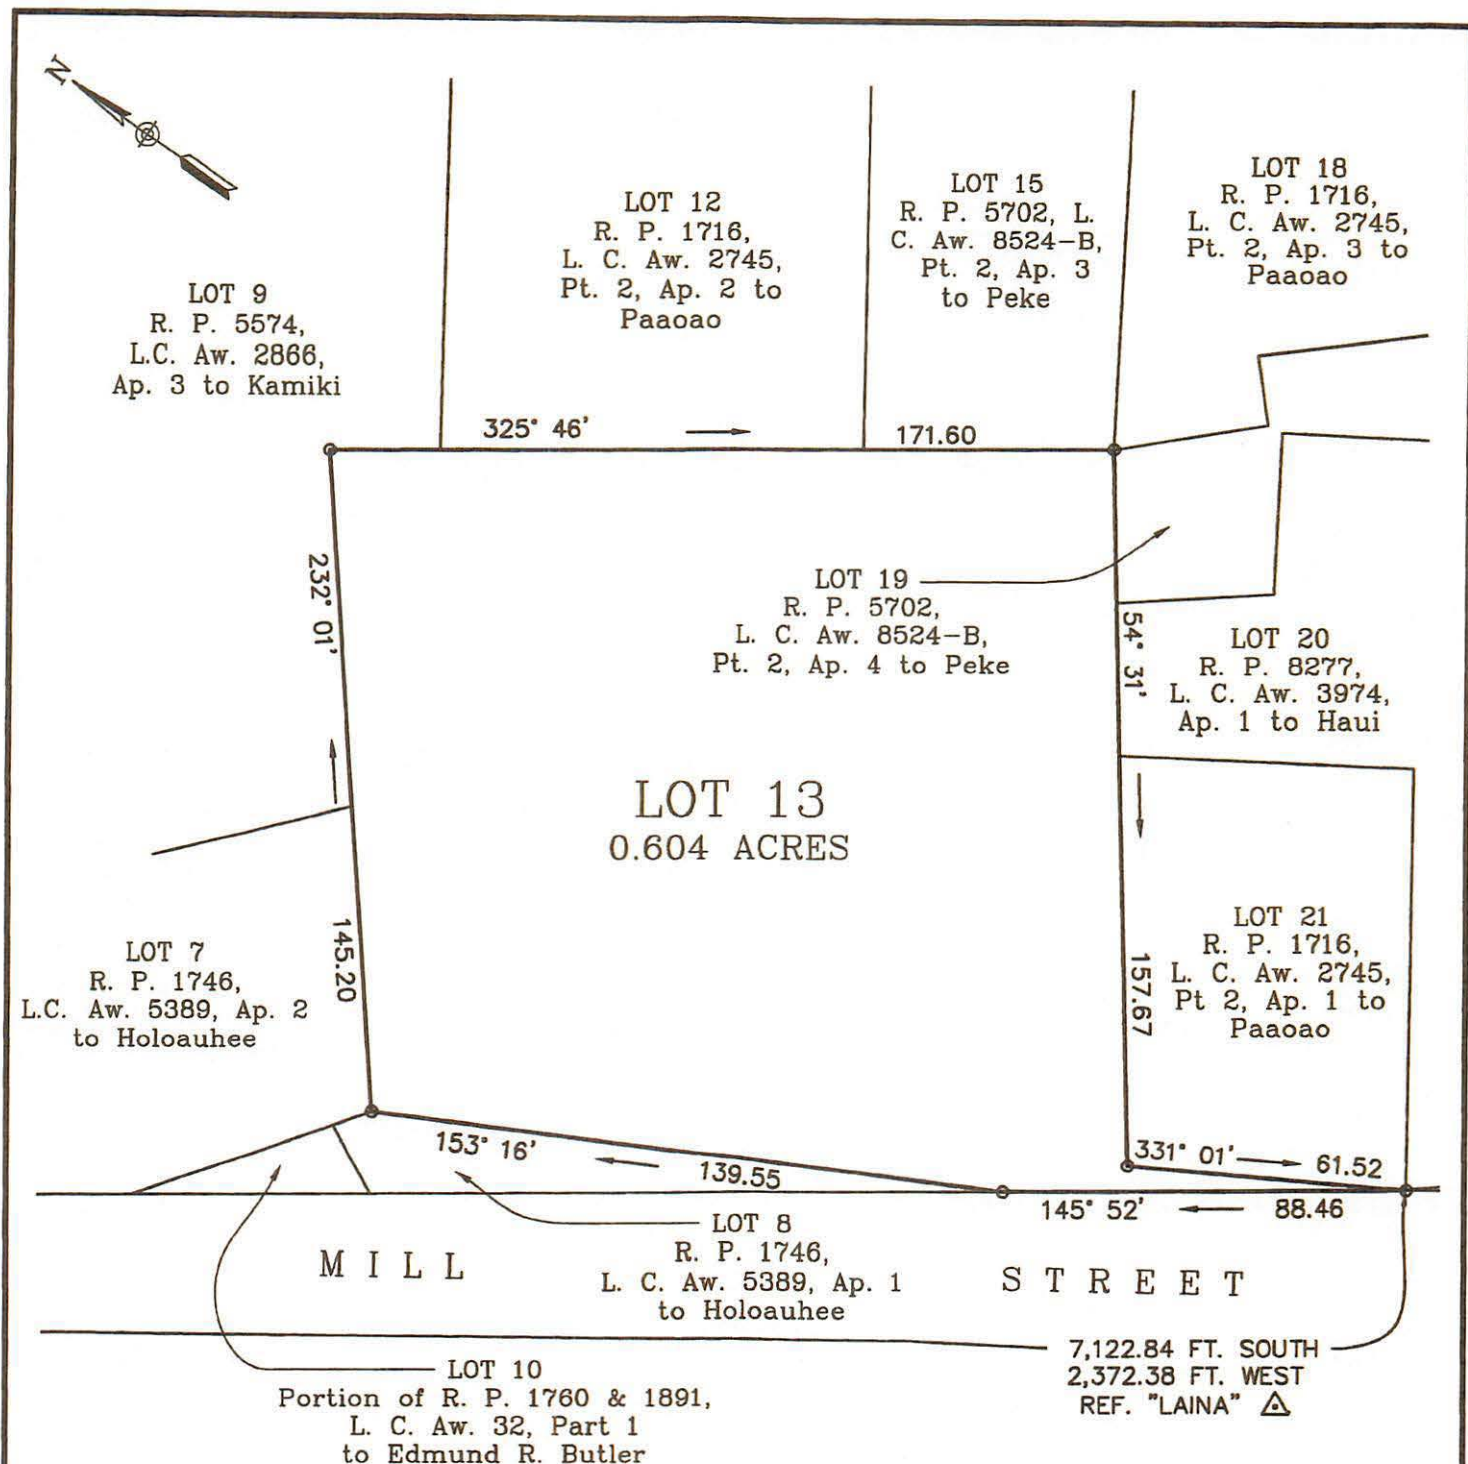 N
LOT 12
R. P. 1716,
L. C. Aw. 2745,
Pt. 2, Ap. 2 to
Paaoao
LOT 15
R. P. 5702, L.
C. Aw. 8524-B,
Pt. 2, Ap. 3
to Peke
LOT 18
R. P. 1716,
L. C. Aw. 2745,
Pt. 2, Ap. 3 to
Paaoao
LOT 9
R. P. 5574,
L.C. Aw. 2866,
Ap. 3 to Kamiki
325° 46'
171.60
232° 01'
145.20
LOT 19
R. P. 5702,
L. C. Aw. 8524-B,
Pt. 2, Ap. 4 to Peke
54° 31'
157.67
LOT 20
R. P. 8277,
L. C. Aw. 3974,
Ap. 1 to Haui
LOT 13
0.604 ACRES
LOT 7
R. P. 1746,
L.C. Aw. 5389, Ap. 2
to Holoauhee
LOT 21
R. P. 1716,
L. C. Aw. 2745,
Pt 2, Ap. 1 to
Paaoao
153° 16'
139.55
331° 01'
61.52
145° 52'
88.46
MILL STREET
LOT 8
R. P. 1746,
L. C. Aw. 5389, Ap. 1
to Holoauhee
7,122.84 FT. SOUTH
2,372.38 FT. WEST
REF. "LAINA"
LOT 10
Portion of R. P. 1760 & 1891,
L. C. Aw. 32, Part 1
to Edmund R. Butler